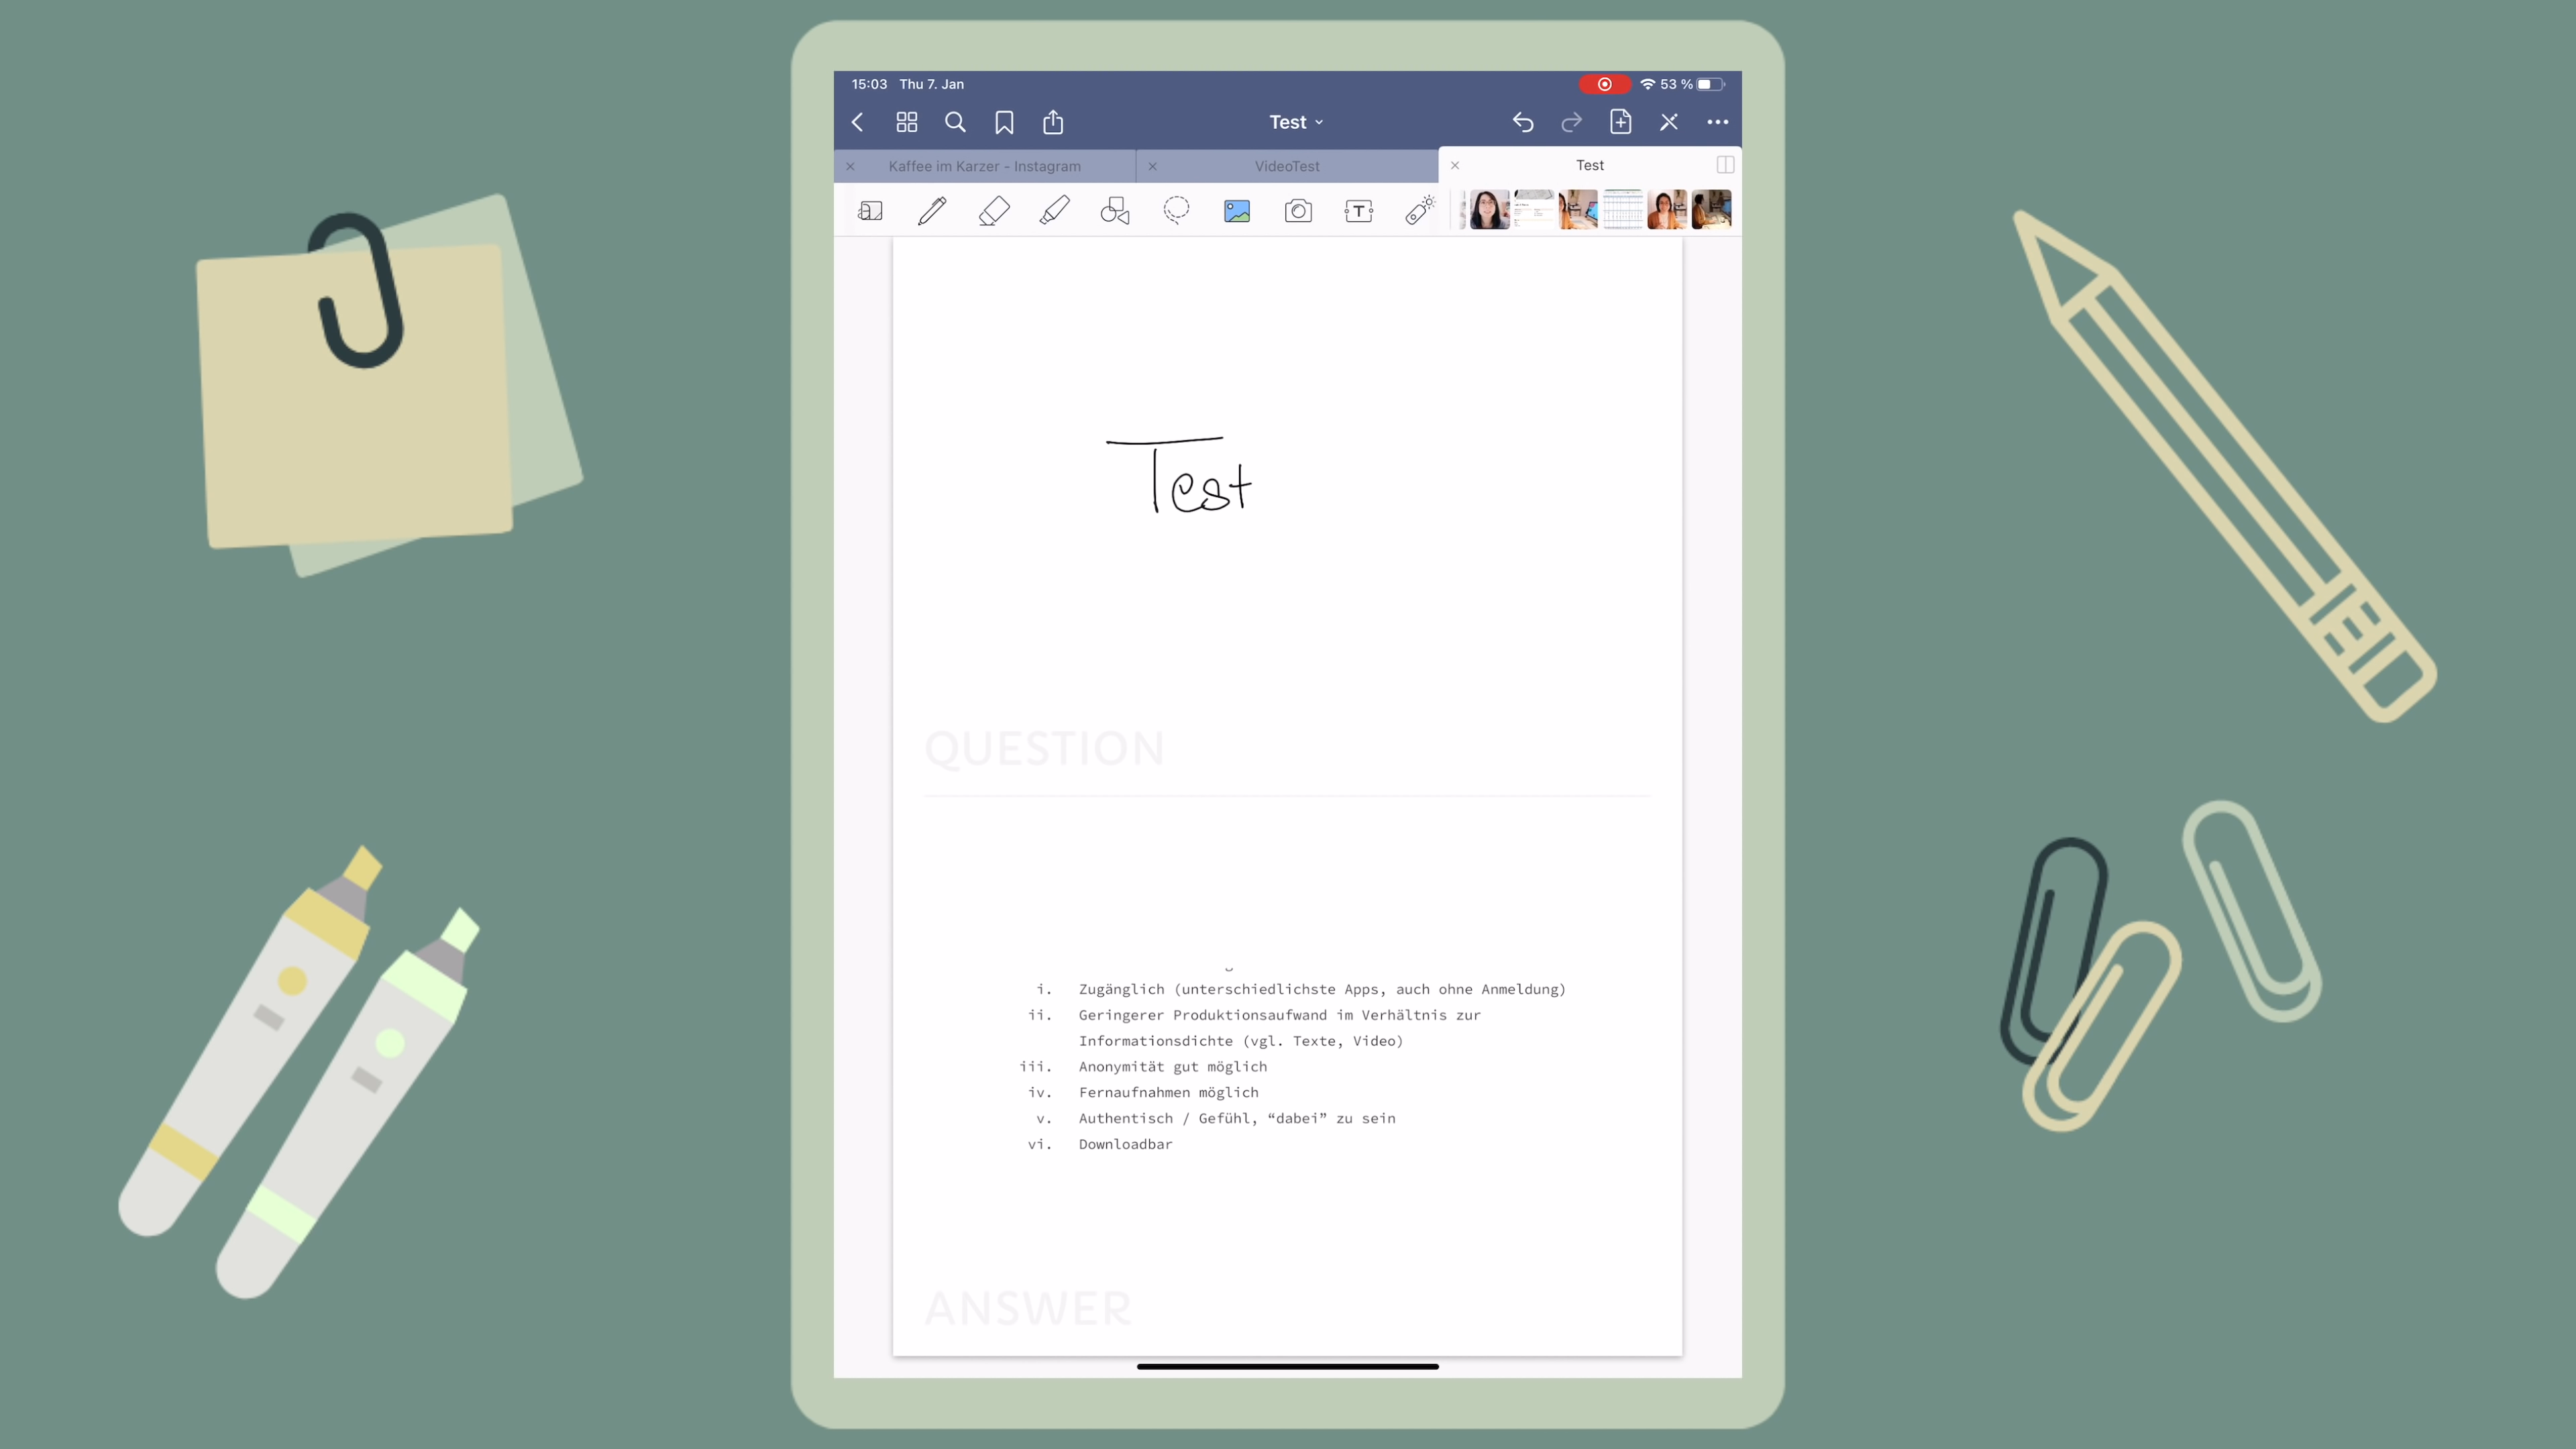 15:03 Thu 7. Jan
53 %
Test
Kaffee im Karzer - Instagram
VideoTest
Test
T
Test
QUESTION
i. Zugänglich (unterschiedlichste Apps, auch ohne Anmeldung)
ii. Geringerer Produktionsaufwand im Verhältnis zur
Informationsdichte (vgl. Texte, Video)
iii. Anonymität gut möglich
iv. Fernaufnahmen möglich
v. Authentisch / Gefühl, “dabei” zu sein
vi. Downloadbar
ANSWER